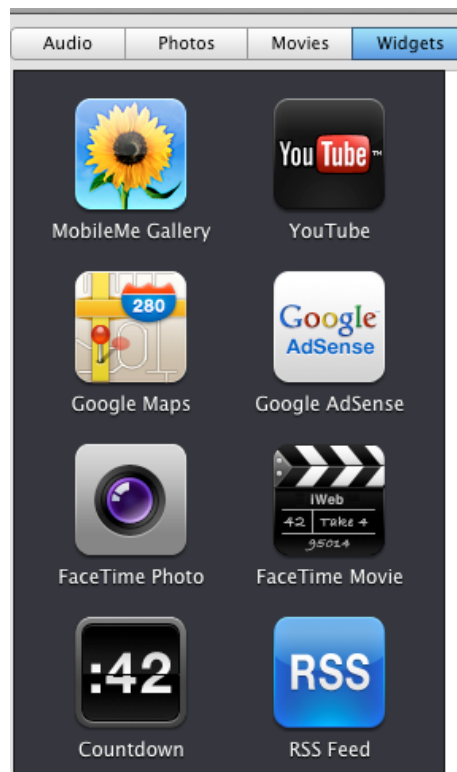 Audio Photos Movies Widgets
You Tube ™
MobileMe Gallery YouTube
280
Google
AdSense
Google Maps Google AdSense
iWeb
42 Take 4
95014
FaceTime Photo FaceTime Movie
:42 RSS
Countdown RSS Feed